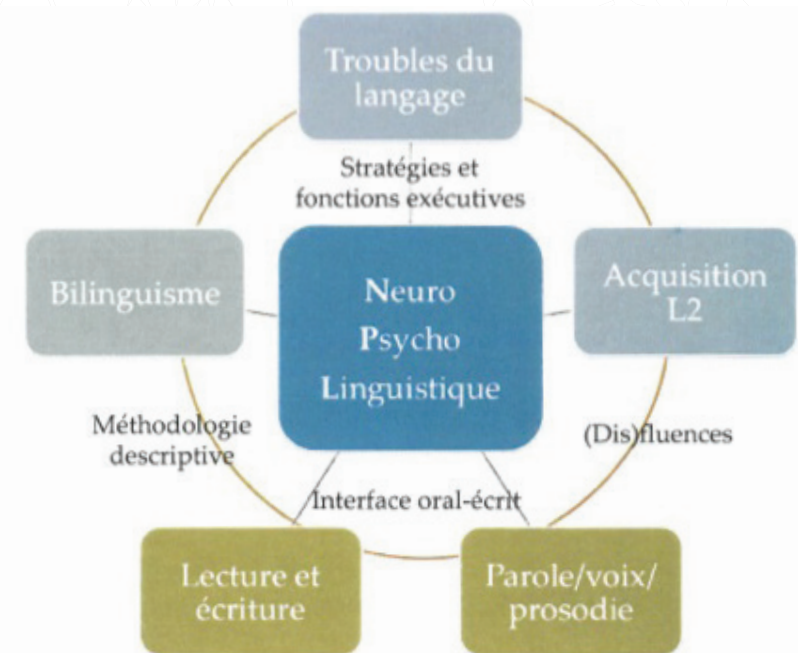 Troubles du
langage
Stratégies et
fonctions exécutives
Bilinguisme
Neuro
Psycho
Linguistique
Acquisition
L2
Méthodologie
descriptive
(Dis)fluences
Interface oral-écrit
Lecture et
écriture
Parole/voix/
prosodie